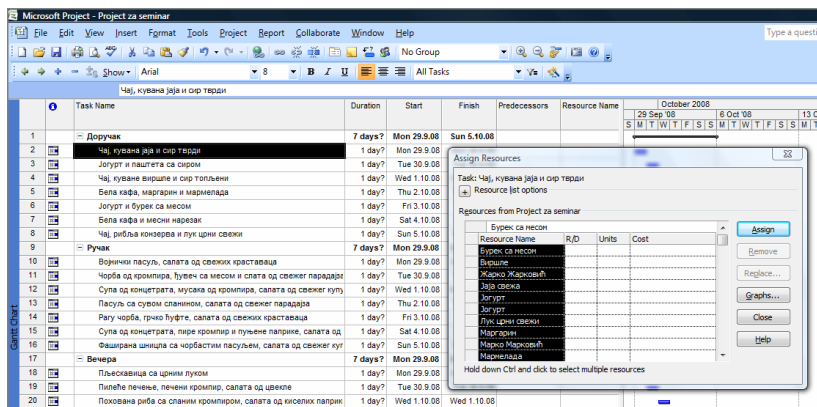 Microsoft Project - Project za seminar
File Edit View Insert Format Tools Project Report Collaborate Window Help
Type a questi
No Group
Show Arial 8 B I U All Tasks
Чај, кувана јаја и сир тврди
Task Name Duration Start Finish Predecessors Resource Name October 2008
29 Sep '08 6 Oct '08 13 O
S M T W T F S S M T W T F S S M T
1 Доручак 7 days? Mon 29.9.08 Sun 5.10.08
2 Чај, кувана јаја и сир тврди 1 day? Mon 29.9.08
3 Јогурт и паштета са сиром 1 day? Tue 30.9.08
4 Чај, куване виршле и сир топљени 1 day? Wed 1.10.08
5 Бела кафа, маргарин и мармелада 1 day? Thu 2.10.08
6 Јогурт и бурек са месом 1 day? Fri 3.10.08
7 Бела кафа и месни нарезак 1 day? Sat 4.10.08
8 Чај, рибља конзерва и лук црни свежи 1 day? Sun 5.10.08
9 Ручак 7 days? Mon 29.9.08
10 Војнички пасуљ, салата од свежих краставаца 1 day? Mon 29.9.08
11 Чорба од кромпира, ђувеч са месом и салата од свежег парадајза 1 day? Tue 30.9.08
12 Супа од концетрата, мусака од кромпира, салата од свежег купу 1 day? Wed 1.10.08
13 Пасуљ са сувом сланином, салата од свежег парадајза 1 day? Thu 2.10.08
14 Рагу чорба, грчко ћуфте, салата од свежих краставаца 1 day? Fri 3.10.08
15 Супа од концетрата, пире кромпир и пуњене паприке, салата од 1 day? Sat 4.10.08
16 Фаширана шницла са чорбастим пасуљем, салата од свежег куп 1 day? Sun 5.10.08
17 Вечера 7 days? Mon 29.9.08
18 Пљескавица са црним луком 1 day? Mon 29.9.08
19 Пилеће печење, печени кромпир, салата од цвекле 1 day? Tue 30.9.08
20 Похована риба са сланим кромпиром, салата од киселих паприк 1 day? Wed 1.10.08 Wed 1.10.08
Gantt Chart
Assign Resources
Task: Чај, кувана јаја и сир тврди
Resource list options
Resources from Project za seminar
Бурек са месом
Resource Name R/D Units Cost
Бурек са месом
Виршле
Жарко Жарковић
Јаја свежа
Јогурт
Јогурт
Лук црни свежи
Маргарин
Марко Марковић
Мармелада
Assign
Remove
Replace...
Graphs...
Close
Help
Hold down Ctrl and click to select multiple resources